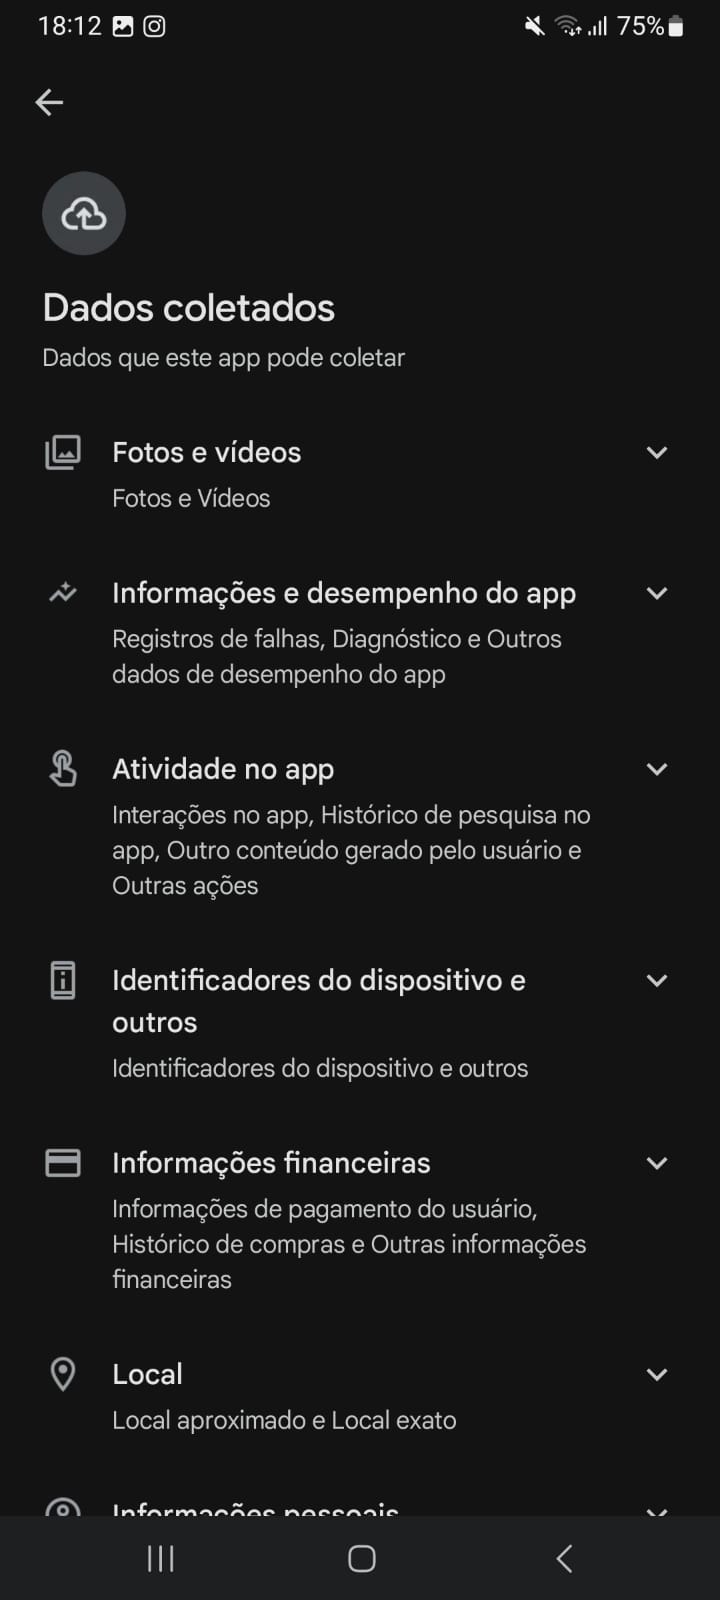 18:12
75%
Dados coletados
Dados que este app pode coletar
Fotos e vídeos
Fotos e Vídeos
Informações e desempenho do app
Registros de falhas, Diagnóstico e Outros
dados de desempenho do app
Atividade no app
Interações no app, Histórico de pesquisa no
app, Outro conteúdo gerado pelo usuário e
Outras ações
Identificadores do dispositivo e
outros
Identificadores do dispositivo e outros
Informações financeiras
Informações de pagamento do usuário,
Histórico de compras e Outras informações
financeiras
Local
Local aproximado e Local exato
Informações pessoais